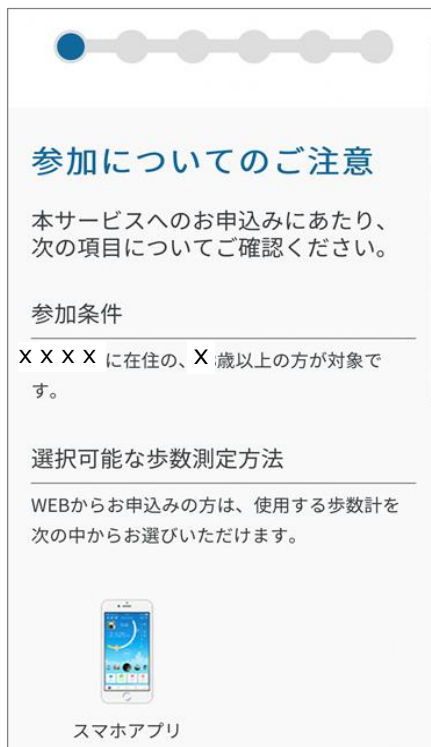 参加についてのご注意
本サービスへのお申込みにあたり、
次の項目についてご確認ください。
参加条件
X X X X に在住の、X 歳以上の方が対象で
す。
選択可能な歩数測定方法
WEBからお申込みの方は、使用する歩数計を
次の中からお選びいただけます。
スマホアプリ